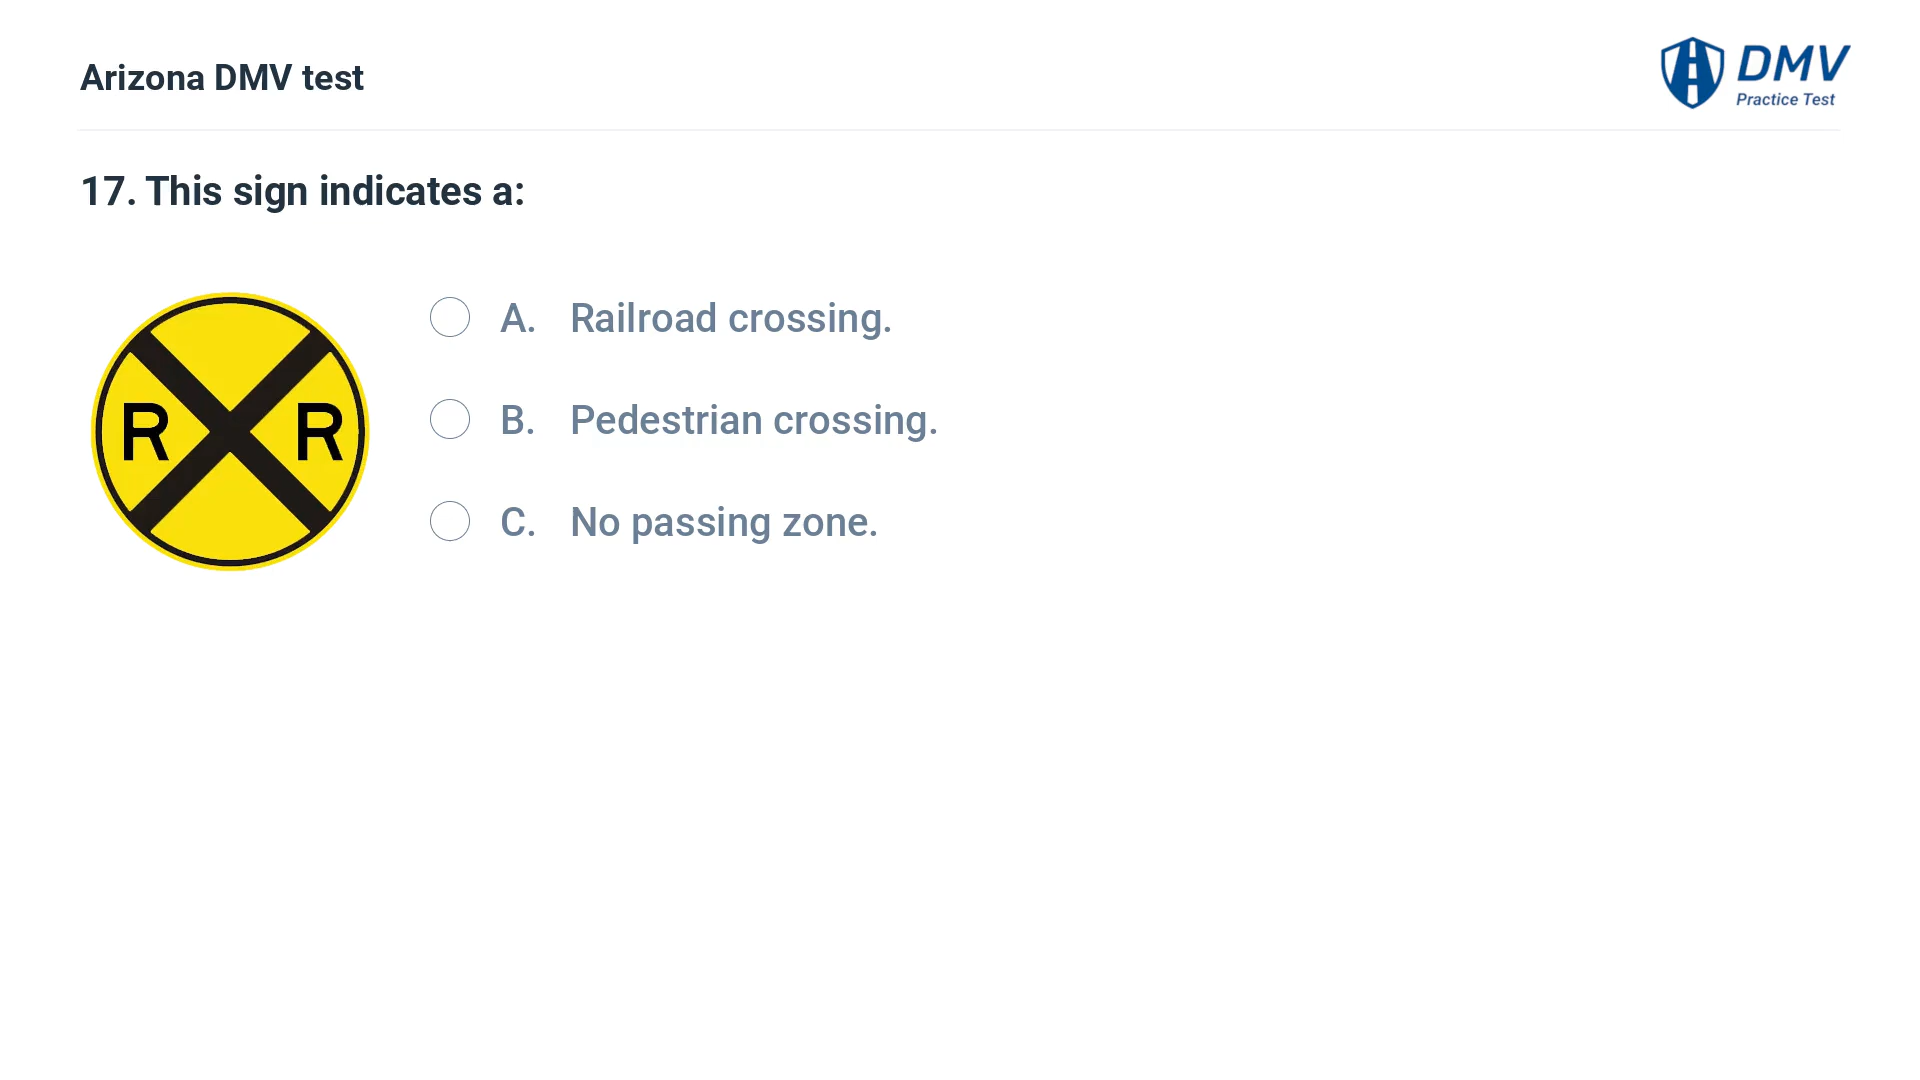 Arizona DMV test
DMV
Practice Test
17. This sign indicates a:
R R
A. Railroad crossing.
B. Pedestrian crossing.
C. No passing zone.